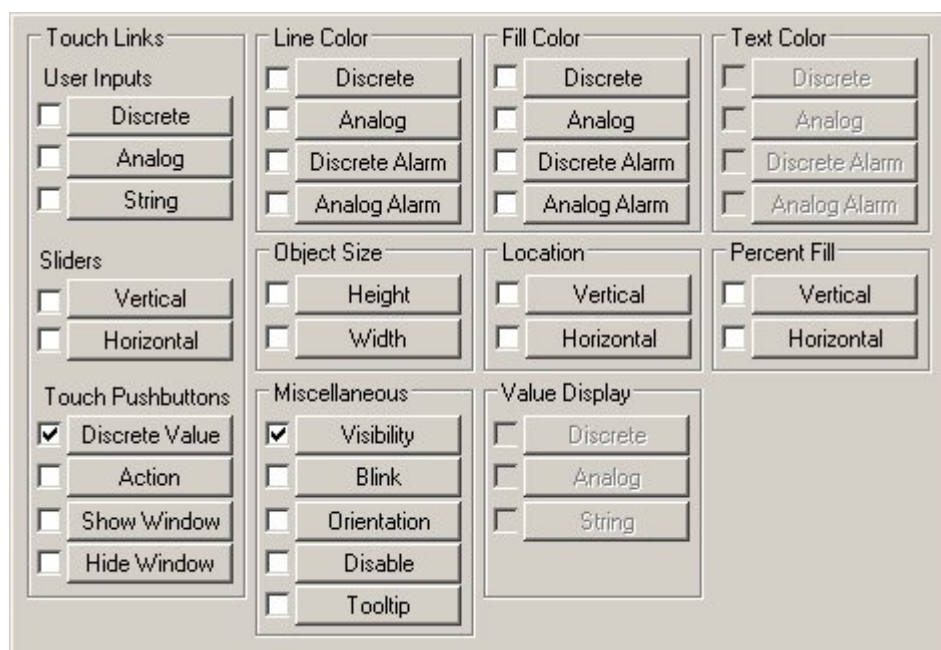 Touch Links
User Inputs
Discrete
Analog
String
Sliders
Vertical
Horizontal
Touch Pushbuttons
Discrete Value
Action
Show Window
Hide Window
Line Color
Discrete
Analog
Discrete Alarm
Analog Alarm
Object Size
Height
Width
Miscellaneous
Visibility
Blink
Orientation
Disable
Tooltip
Fill Color
Discrete
Analog
Discrete Alarm
Analog Alarm
Location
Vertical
Horizontal
Value Display
Discrete
Analog
String
Text Color
Discrete
Analog
Discrete Alarm
Analog Alarm
Percent Fill
Vertical
Horizontal